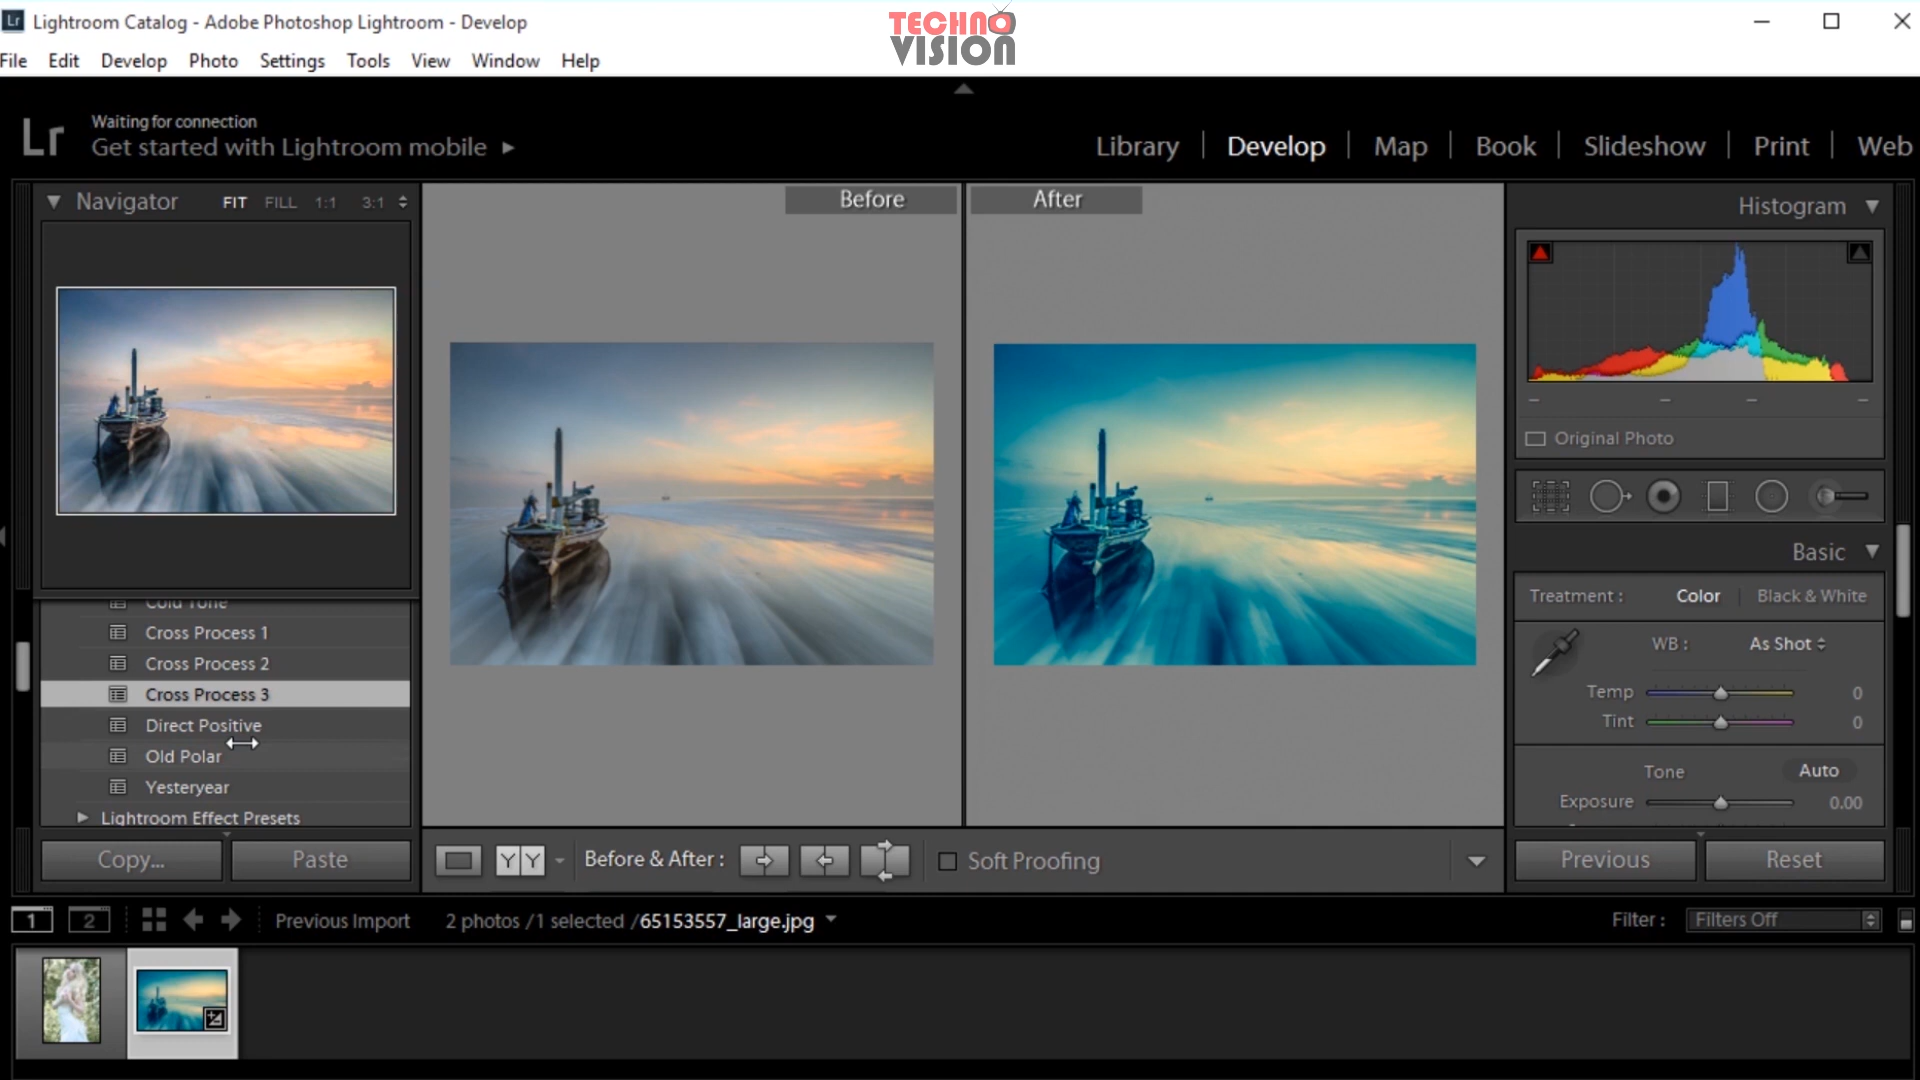 Lr Lightroom Catalog - Adobe Photoshop Lightroom - Develop
TECHNO
VISION
File Edit Develop Photo Settings Tools View Window Help
Lr
Waiting for connection
Get started with Lightroom mobile
Library Develop Map Book Slideshow Print Web
Navigator FIT FILL 1:1 3:1
Before
After
Histogram
Original Photo
Basic
Treatment : Color Black & White
WB : As Shot
Temp 0
Tint 0
Tone Auto
Exposure 0.00
Cold Tone
Cross Process 1
Cross Process 2
Cross Process 3
Direct Positive
Old Polar
Yesteryear
Lightroom Effect Presets
Copy... Paste
YY Before & After : Soft Proofing
Previous Reset
1 2 Previous Import 2 photos /1 selected /65153557_large.jpg Filter : Filters Off